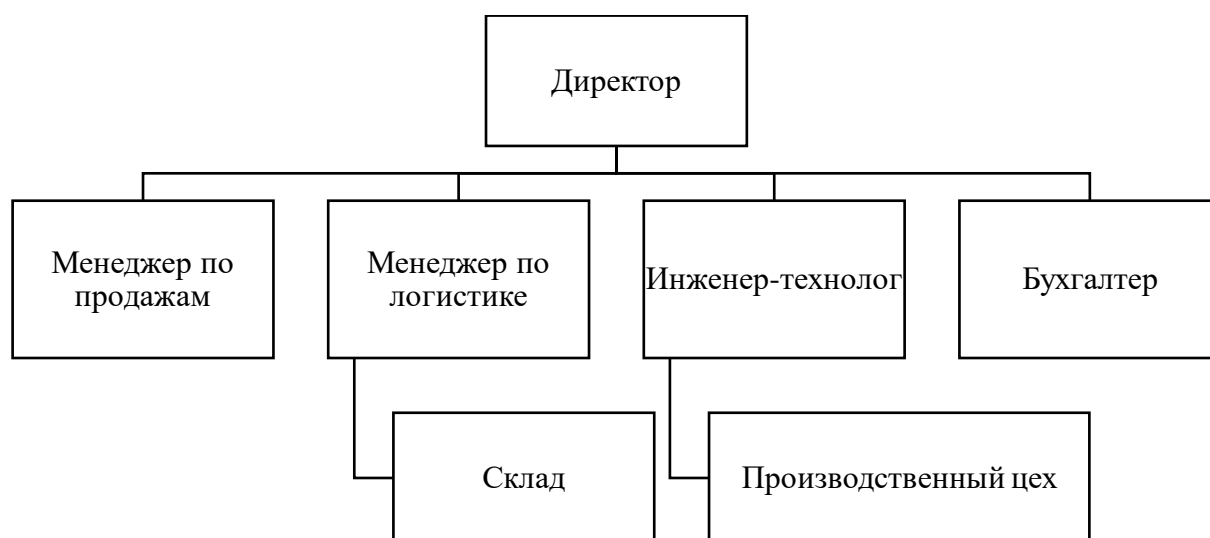 Директор
Менеджер по
продажам
Менеджер по
логистике
Инженер-технолог
Бухгалтер
Склад
Производственный цех